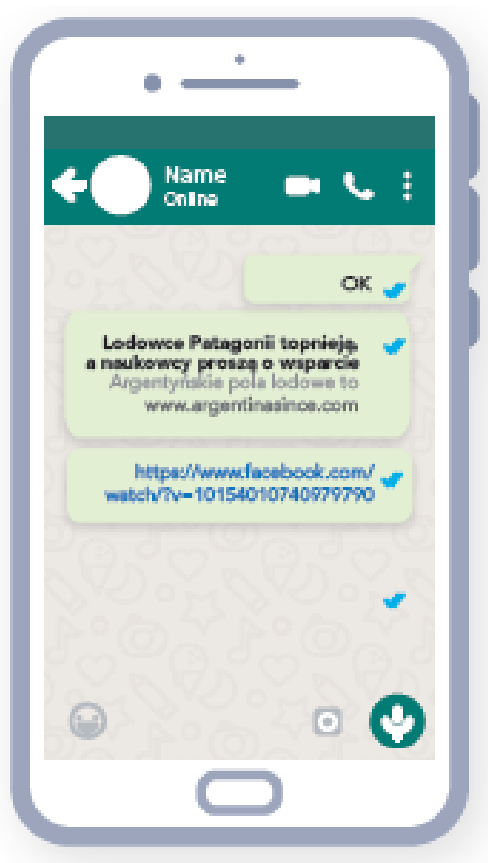 Name
Online
OK
Lodowce Patagonii topnieją,
a naukowcy proszą o wsparcie
Argentyńskie pola lodowe to
www.argentinasince.com
https://www.facebook.com/
watch/?v=10154010740979790